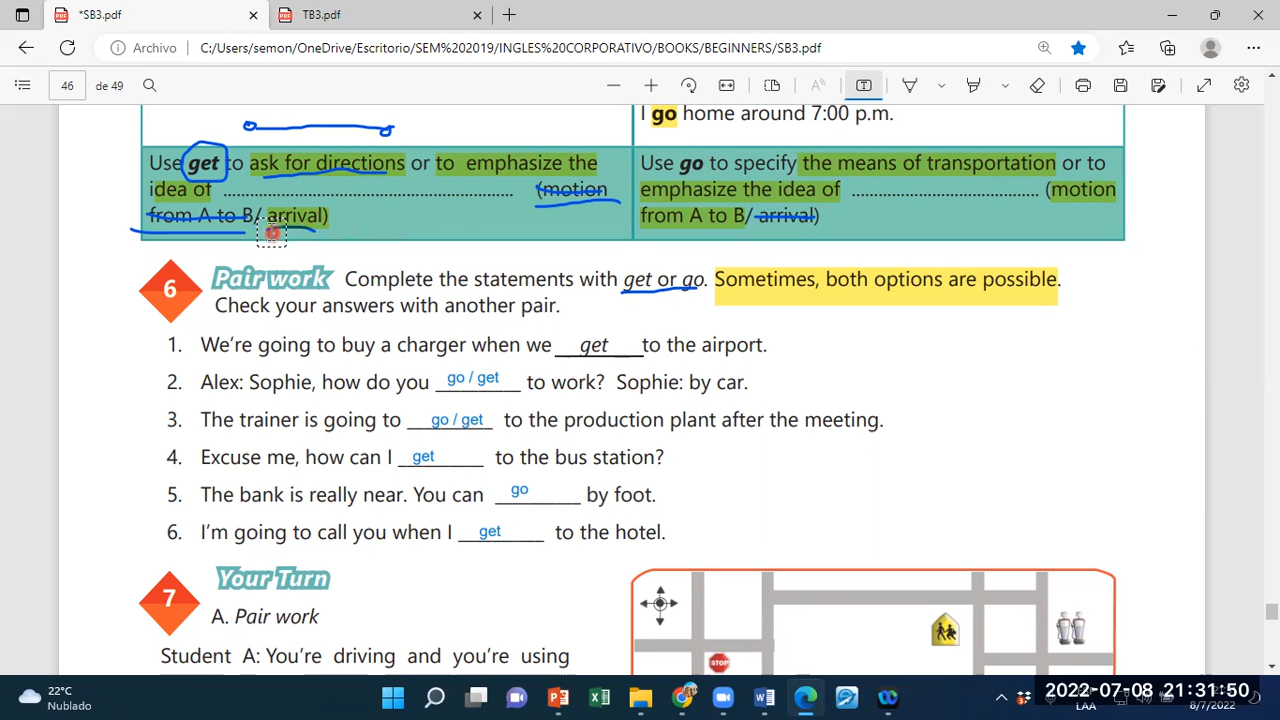 *SB3.pdf
TB3.pdf
Archivo C:/Users/semon/OneDrive/Escritorio/SEM%202019/INGLES%20CORPORATIVO/BOOKS/BEGINNERS/SB3.pdf
46 de 49
I go home around 7:00 p.m.
Use get to ask for directions or to emphasize the
idea of ........................................................ (motion
from A to B/ arrival)
Use go to specify the means of transportation or to
emphasize the idea of .................................... (motion
from A to B/ arrival)
6 Pair work Complete the statements with get or go. Sometimes, both options are possible.
Check your answers with another pair.
1. We're going to buy a charger when we __get__ to the airport.
2. Alex: Sophie, how do you go / get to work? Sophie: by car.
3. The trainer is going to go / get to the production plant after the meeting.
4. Excuse me, how can I get to the bus station?
5. The bank is really near. You can go by foot.
6. I'm going to call you when I get to the hotel.
7 Your Turn
A. Pair work
Student A: You're driving and you're using
STOP
22°C
Nublado
LAA
2022-07-08 21:31:50
8/7/2022